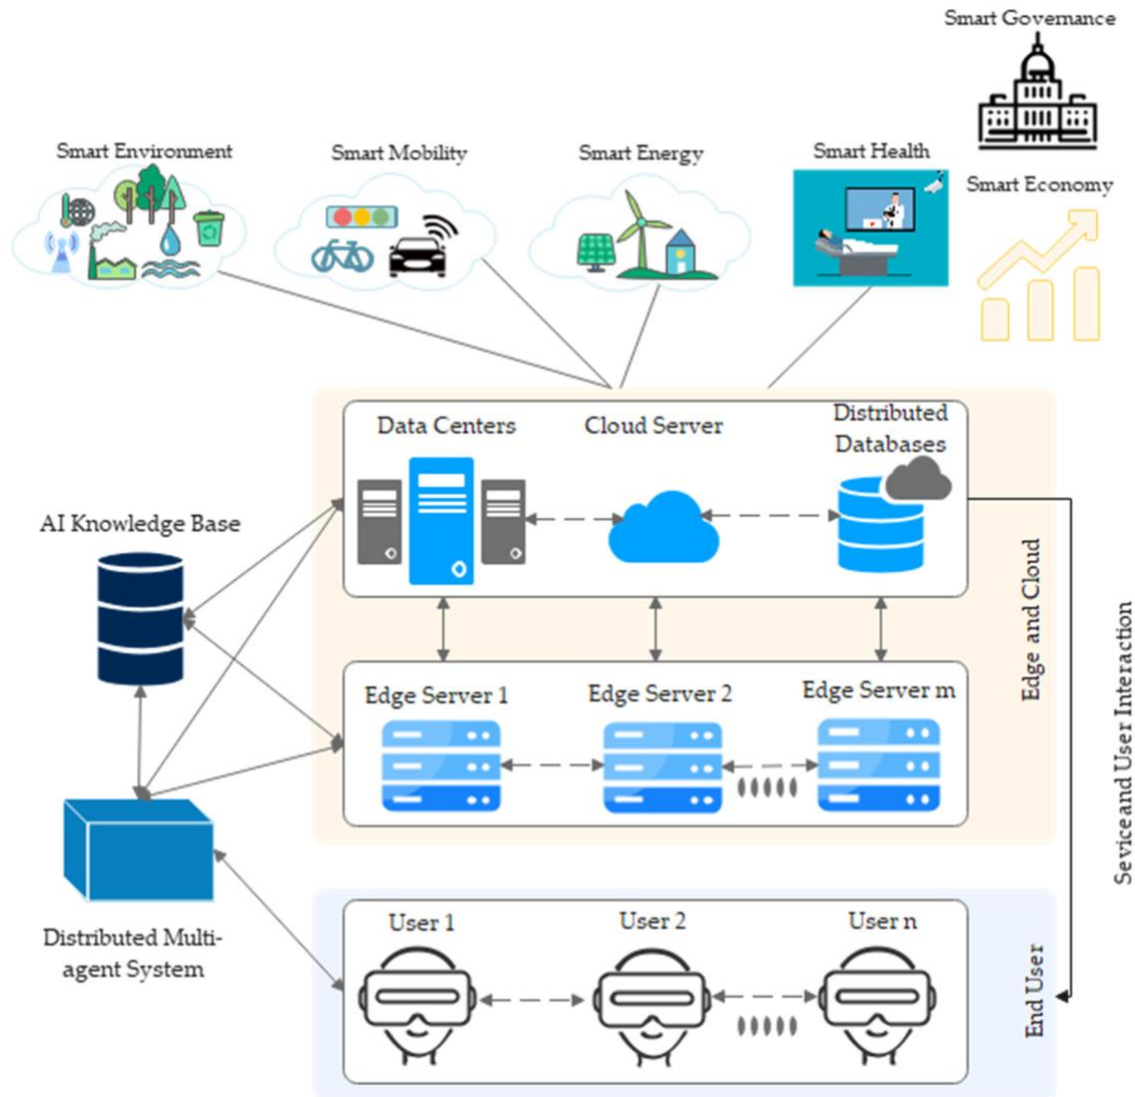 Smart Governance
Smart Environment
Smart Mobility
Smart Energy
Smart Health
Smart Economy
Data Centers
Cloud Server
Distributed
Databases
AI Knowledge Base
Edge and Cloud
Seviceand User Interaction
Edge Server 1
Edge Server 2
Edge Server m
Distributed Multi-
agent System
User 1
User 2
User n
End User